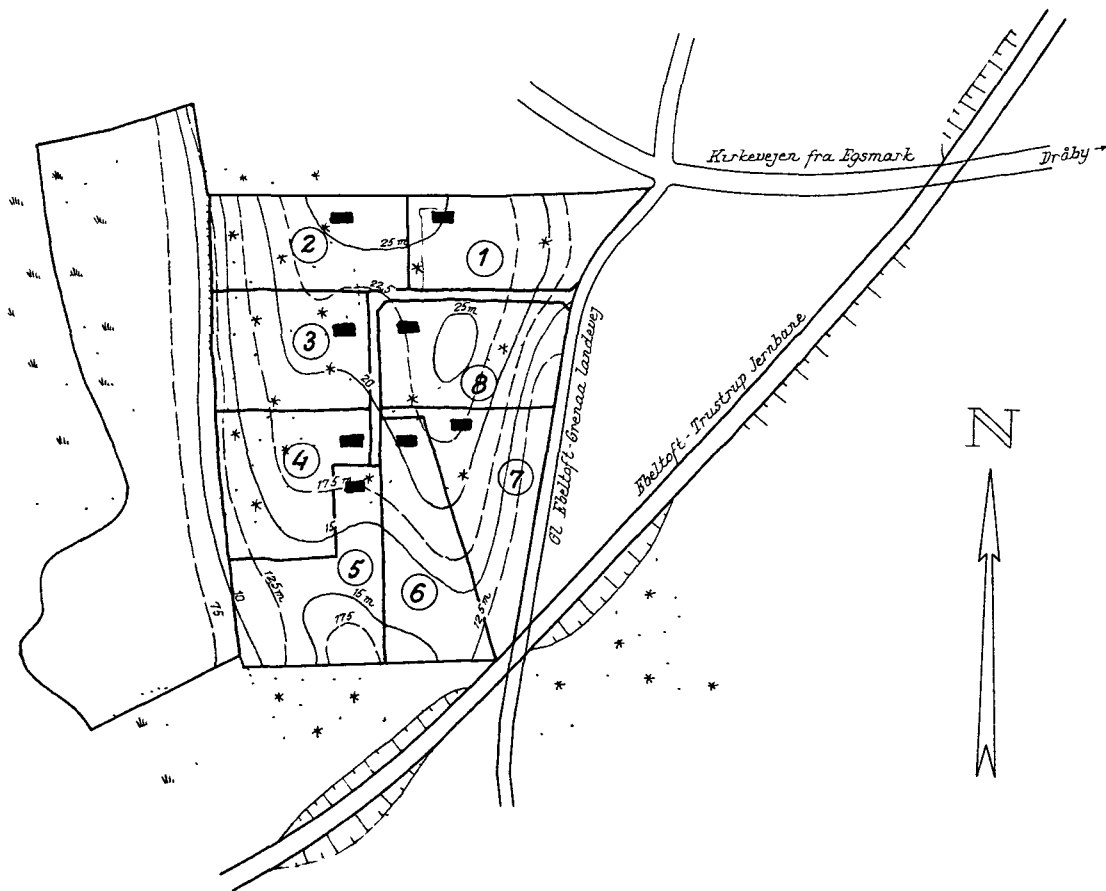 Kirkevejen fra Egsmark
Dråby →
2
25 m
1
22,5
25 m
3
20
8
Gl Ebeltoft-Grenaa landevej
Ebeltoft-Trustrup Jernbane
N
4
17.5 m
7
15
5
6
15 m
12.5 m
12.5 m
10
7.5
17.5